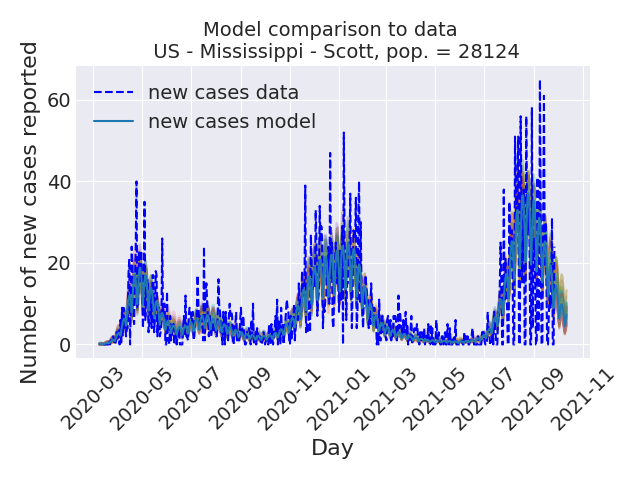 Model comparison to data
US - Mississippi - Scott, pop. = 28124
Number of new cases reported
new cases data
new cases model
60
40
20
0
2020-03
2020-05
2020-07
2020-09
2020-11
2021-01
2021-03
2021-05
2021-07
2021-09
2021-11
Day